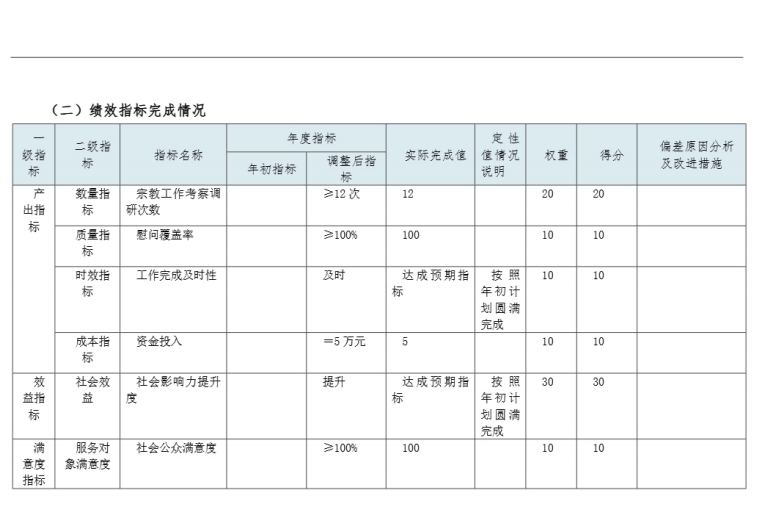 （二）绩效指标完成情况
一级指标 二级指标 指标名称 年度指标 实际完成值 定性值情况说明 权重 得分 偏差原因分析及改进措施
年初指标 调整后指标
产出指标 数量指标 宗教工作考察调研次数 ≥12 次 12 20 20
质量指标 慰问覆盖率 ≥100% 100 10 10
时效指标 工作完成及时性 及时 达成预期指标 按照年初计划圆满完成 10 10
成本指标 资金投入 ＝5 万元 5 10 10
效益指标 社会效益 社会影响力提升度 提升 达成预期指标 按照年初计划圆满完成 30 30
满意度指标 服务对象满意度 社会公众满意度 ≥100% 100 10 10